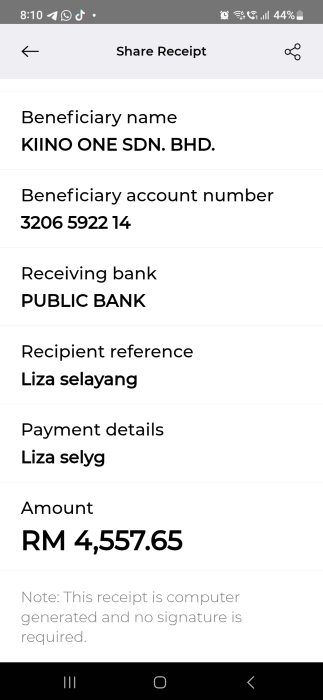 8:10
44%
Share Receipt
Beneficiary name
KIINO ONE SDN. BHD.
Beneficiary account number
3206 5922 14
Receiving bank
PUBLIC BANK
Recipient reference
Liza selayang
Payment details
Liza selyg
Amount
RM 4,557.65
Note: This receipt is computer
generated and no signature is
required.